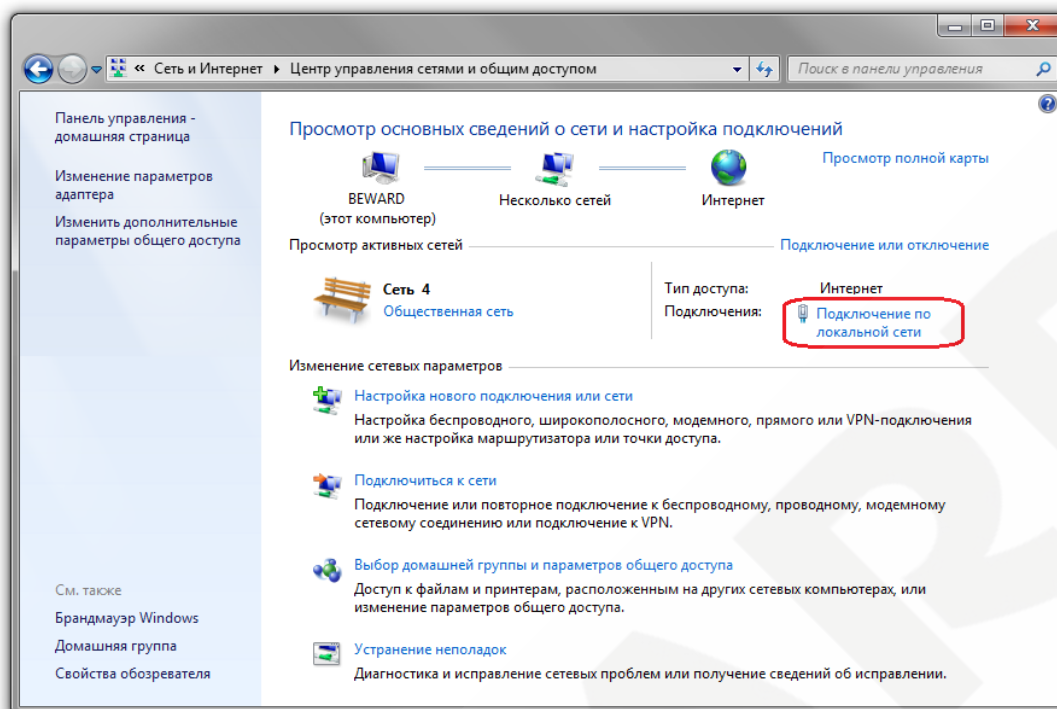 « Сеть и Интернет ▸ Центр управления сетями и общим доступом
Поиск в панели управления
Панель управления -
домашняя страница
Изменение параметров
адаптера
Изменить дополнительные
параметры общего доступа
См. также
Брандмауэр Windows
Домашняя группа
Свойства обозревателя
Просмотр основных сведений о сети и настройка подключений
Просмотр полной карты
BEWARD
(этот компьютер)
Несколько сетей
Интернет
Просмотр активных сетей
Подключение или отключение
Сеть 4
Общественная сеть
Тип доступа: Интернет
Подключения: Подключение по
локальной сети
Изменение сетевых параметров
Настройка нового подключения или сети
Настройка беспроводного, широкополосного, модемного, прямого или VPN-подключения
или же настройка маршрутизатора или точки доступа.
Подключиться к сети
Подключение или повторное подключение к беспроводному, проводному, модемному
сетевому соединению или подключение к VPN.
Выбор домашней группы и параметров общего доступа
Доступ к файлам и принтерам, расположенным на других сетевых компьютерах, или
изменение параметров общего доступа.
Устранение неполадок
Диагностика и исправление сетевых проблем или получение сведений об исправлении.